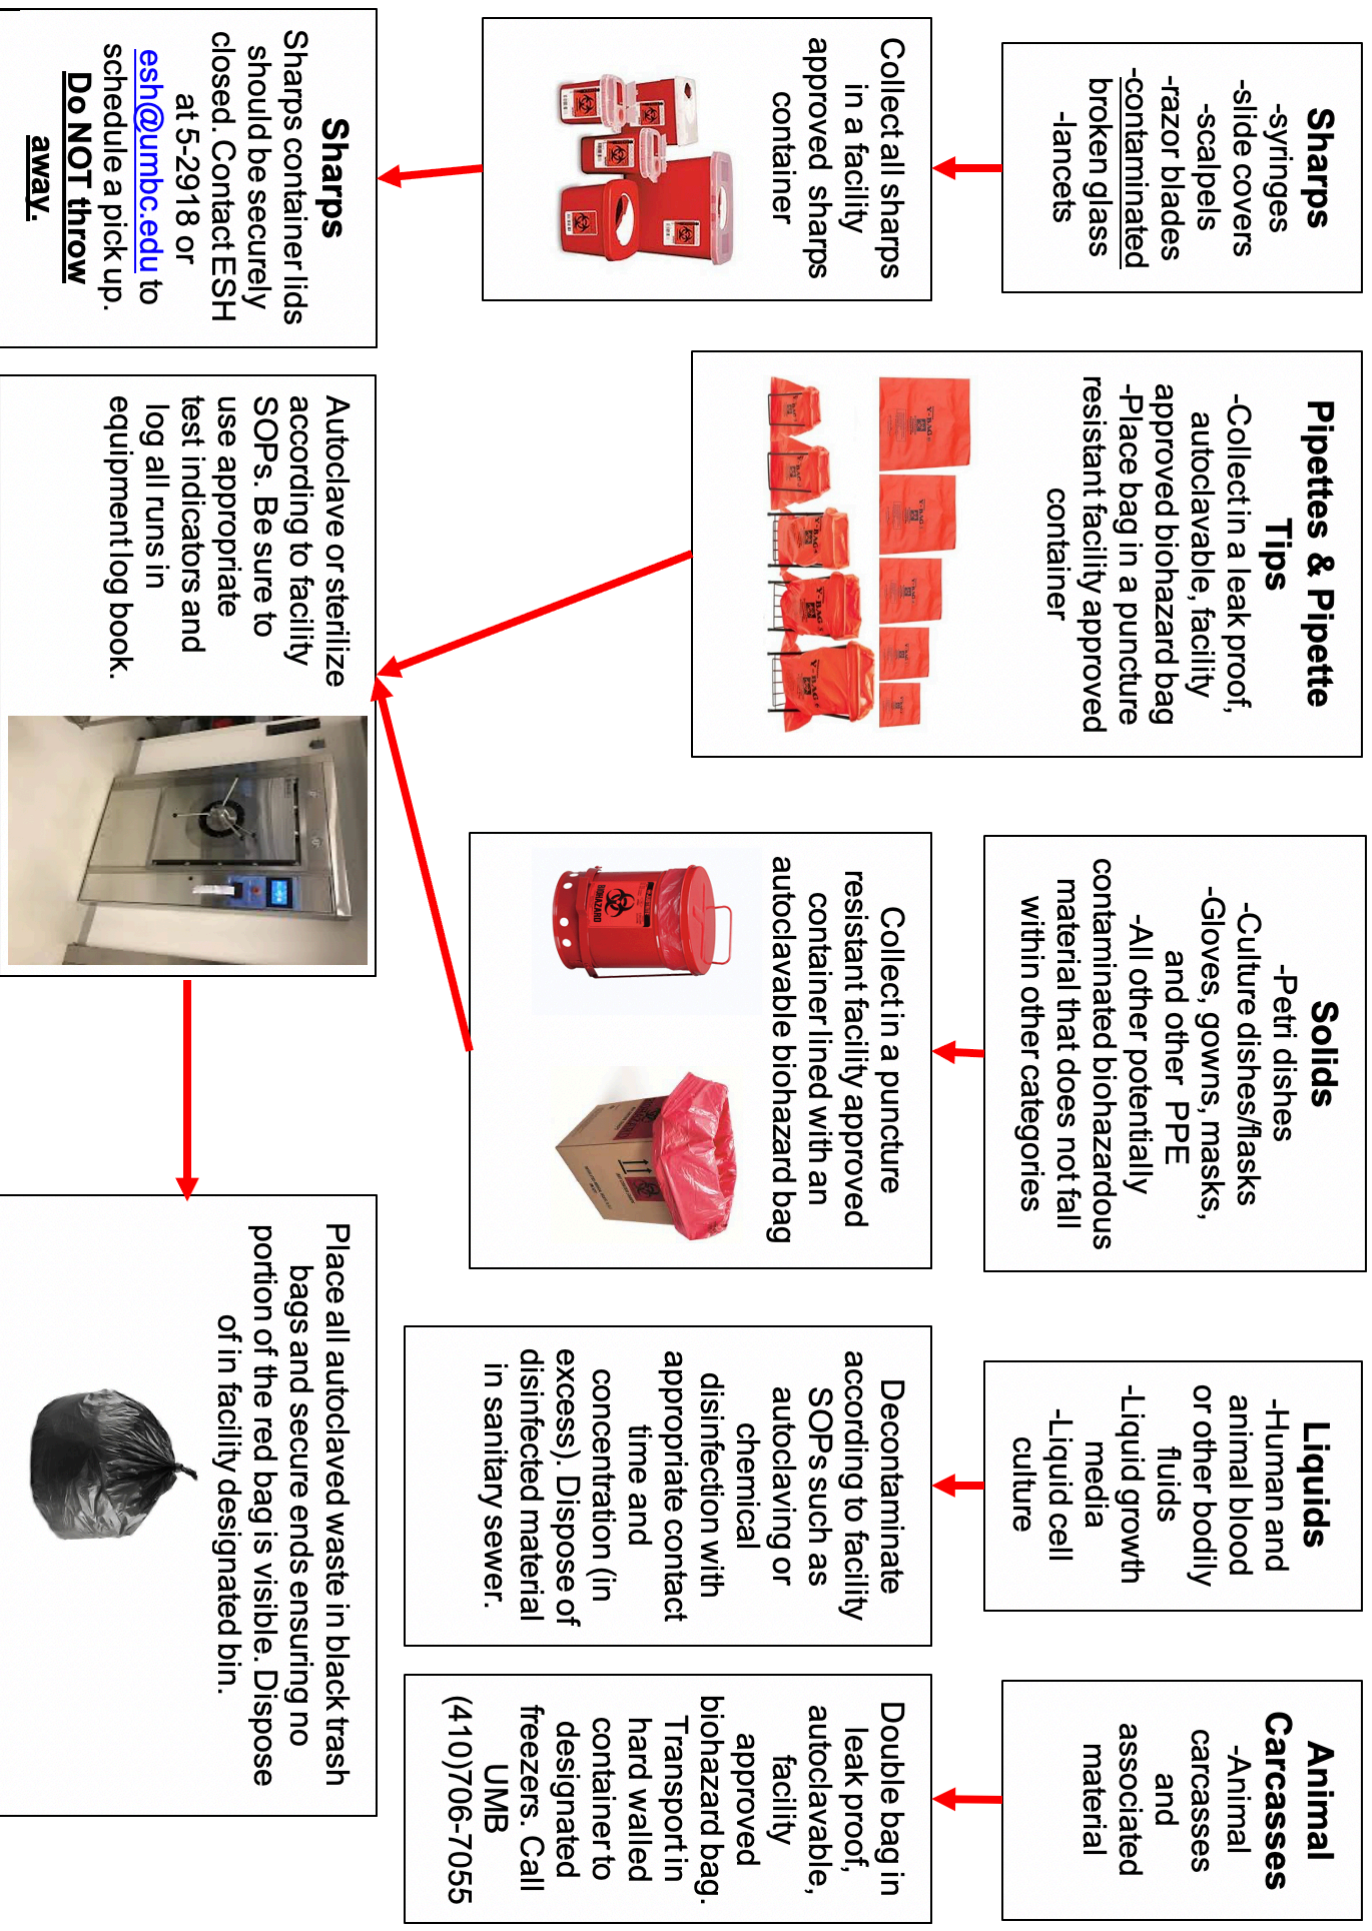 Sharps
-syringes
-slide covers
-scalpels
-razor blades
-contaminated
broken glass
-lancets
Collect all sharps
in a facility
approved sharps
container
Sharps
Sharps container lids
should be securely
closed. Contact ESH
at 5-2918 or
esh@umbc.edu to
schedule a pick up.
Do NOT throw
away.
Pipettes & Pipette
Tips
-Collect in a leak proof,
autoclavable, facility
approved biohazard bag
-Place bag in a puncture
resistant facility approved
container
Solids
-Petri dishes
-Culture dishes/flasks
-Gloves, gowns, masks,
and other PPE
-All other potentially
contaminated biohazardous
material that does not fall
within other categories
Collect in a puncture
resistant facility approved
container lined with an
autoclavable biohazard bag
BIOHAZARD
Autoclave or sterilize
according to facility
SOPs. Be sure to
use appropriate
test indicators and
log all runs in
equipment log book.
Place all autoclaved waste in black trash
bags and secure ends ensuring no
portion of the red bag is visible. Dispose
of in facility designated bin.
Liquids
-Human and
animal blood
or other bodily
fluids
-Liquid growth
media
-Liquid cell
culture
Decontaminate
according to facility
SOPs such as
autoclaving or
chemical
disinfection with
appropriate contact
time and
concentration (in
excess). Dispose of
disinfected material
in sanitary sewer.
Animal
Carcasses
-Animal
carcasses
and
associated
material
Double bag in
leak proof,
autoclavable,
facility
approved
biohazard bag.
Transport in
hard walled
container to
designated
freezers. Call
UMB
(410)706-7055